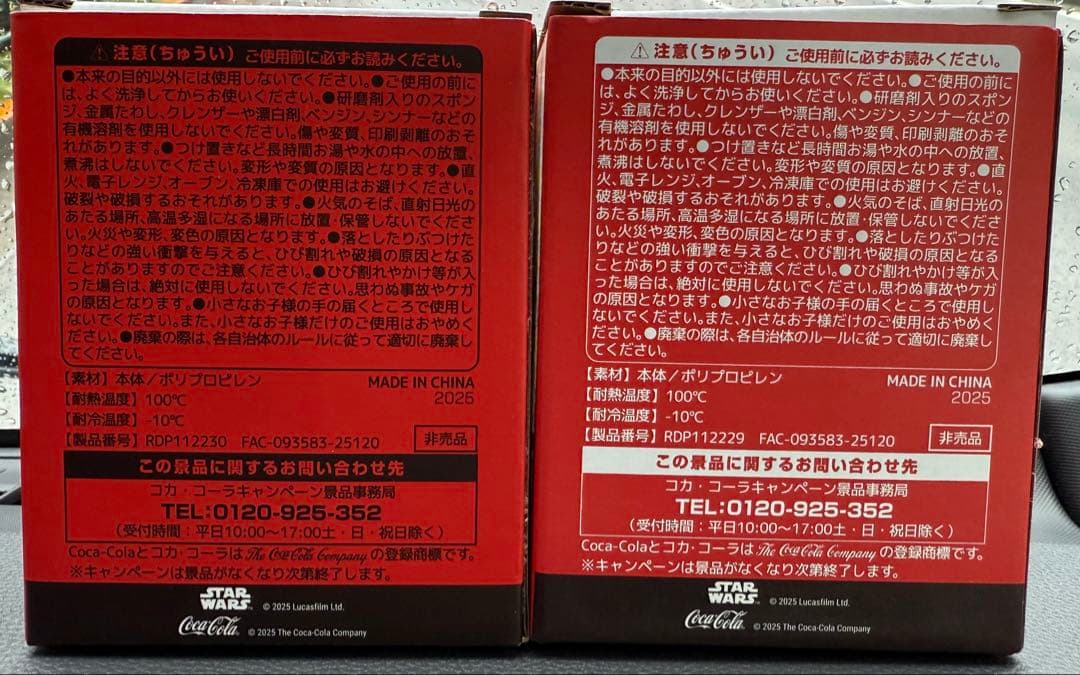 ⚠ 注意(ちゅうい) ご使用前に必ずお読みください。
●本来の目的以外には使用しないでください。●ご使用の前に
は、よく洗浄してからお使いください。●研磨剤入りのスポン
ジ、金属たわし、クレンザーや漂白剤、ベンジン、シンナーなどの
有機溶剤を使用しないでください。傷や変質、印刷剥離のおそ
れがあります。●つけ置きなど長時間お湯や水の中への放置、
煮沸はしないでください。変形や変質の原因となります。●直
火、電子レンジ、オーブン、冷凍庫での使用はお避けください。
破裂や破損するおそれがあります。●火気のそば、直射日光の
あたる場所、高温多湿になる場所に放置・保管しないでくださ
い。火災や変形、変色の原因となります。●落としたりぶつけた
りなどの強い衝撃を与えると、ひび割れや破損の原因となる
ことがありますのでご注意ください。●ひび割れやかけ等が入
った場合は、絶対に使用しないでください。思わぬ事故やケガ
の原因となります。●小さなお子様の手の届くところで使用し
ないでください。また、小さなお子様だけのご使用はおやめく
ださい。●廃棄の際は、各自治体のルールに従って適切に廃棄し
てください。
【素材】本体/ポリプロピレン
MADE IN CHINA
【耐熱温度】100℃
2025
【耐冷温度】-10℃
【製品番号】RDP112230 FAC-093583-25120
非売品
この景品に関するお問い合わせ先
コカ・コーラキャンペーン景品事務局
TEL:0120-925-352
(受付時間:平日10:00～17:00土・日・祝日除く)
Coca-Colaとコカ・コーラはThe Coca-Cola Companyの登録商標です。
※キャンペーンは景品がなくなり次第終了します。
STAR
WARS
© 2025 Lucasfilm Ltd.
Coca-Cola © 2025 The Coca-Cola Company
⚠ 注意(ちゅうい) ご使用前に必ずお読みください。
●本来の目的以外には使用しないでください。●ご使用の前に
は、よく洗浄してからお使いください。●研磨剤入りのスポン
ジ、金属たわし、クレンザーや漂白剤、ベンジン、シンナーなどの
有機溶剤を使用しないでください。傷や変質、印刷剥離のおそ
れがあります。●つけ置きなど長時間お湯や水の中への放置、
煮沸はしないでください。変形や変質の原因となります。●直
火、電子レンジ、オーブン、冷凍庫での使用はお避けください。
破裂や破損するおそれがあります。●火気のそば、直射日光の
あたる場所、高温多湿になる場所に放置・保管しないでくださ
い。火災や変形、変色の原因となります。●落としたりぶつけた
りなどの強い衝撃を与えると、ひび割れや破損の原因となる
ことがありますのでご注意ください。●ひび割れやかけ等が入
った場合は、絶対に使用しないでください。思わぬ事故やケガ
の原因となります。●小さなお子様の手の届くところで使用し
ないでください。また、小さなお子様だけのご使用はおやめく
ださい。●廃棄の際は、各自治体のルールに従って適切に廃棄し
てください。
【素材】本体/ポリプロピレン
MADE IN CHINA
【耐熱温度】100℃
2025
【耐冷温度】-10℃
【製品番号】RDP112229 FAC-093583-25120
非売品
この景品に関するお問い合わせ先
コカ・コーラキャンペーン景品事務局
TEL:0120-925-352
(受付時間:平日10:00～17:00土・日・祝日除く)
Coca-Colaとコカ・コーラはThe Coca-Cola Companyの登録商標です。
※キャンペーンは景品がなくなり次第終了します。
STAR
WARS
© 2025 Lucasfilm Ltd.
Coca-Cola © 2025 The Coca-Cola Company